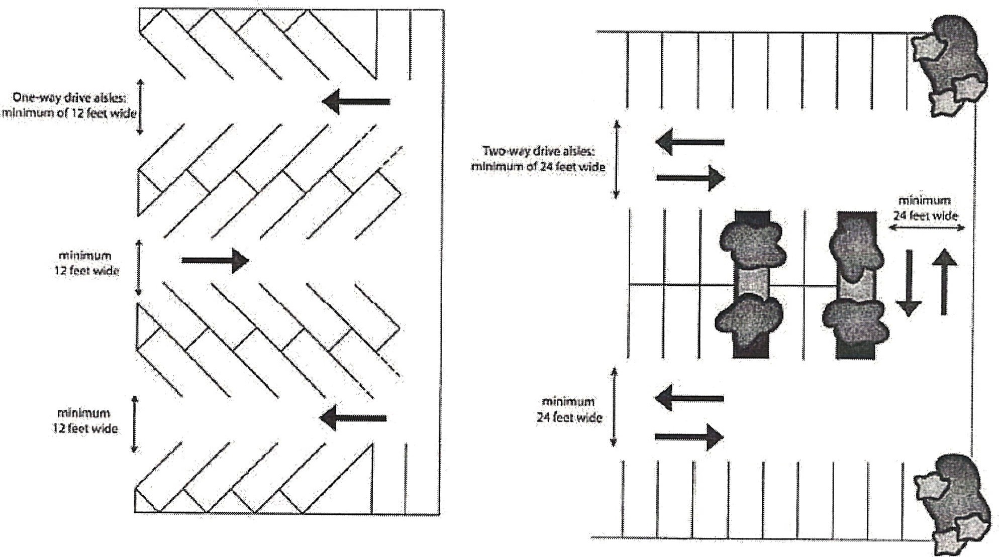 One-way drive aisles:
minimum of 12 feet wide
minimum
12 feet wide
minimum
12 feet wide
Two-way drive aisles:
minimum of 24 feet wide
minimum
24 feet wide
minimum
24 feet wide